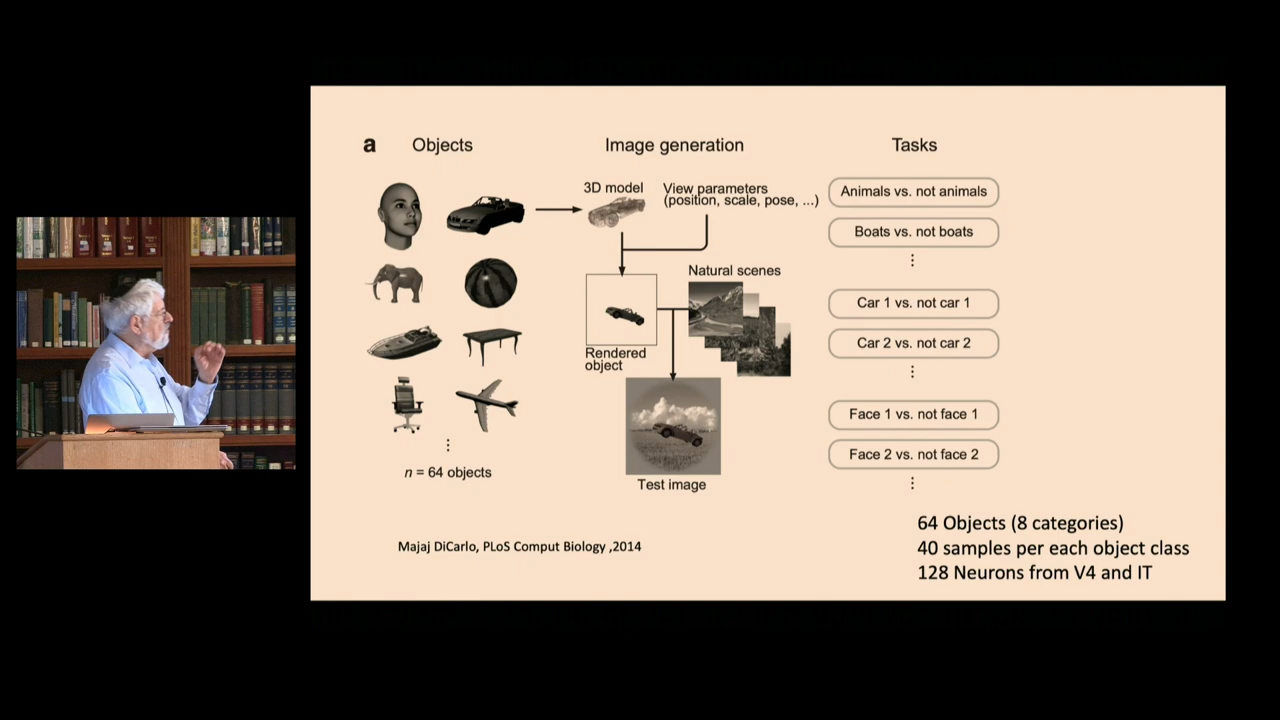 a
Objects
Image generation
Tasks
3D model
View parameters
(position, scale, pose, ...)
Natural scenes
Rendered
object
Test image
n = 64 objects
Animals vs. not animals
Boats vs. not boats
Car 1 vs. not car 1
Car 2 vs. not car 2
Face 1 vs. not face 1
Face 2 vs. not face 2
Majaj DiCarlo, PLoS Comput Biology ,2014
64 Objects (8 categories)
40 samples per each object class
128 Neurons from V4 and IT